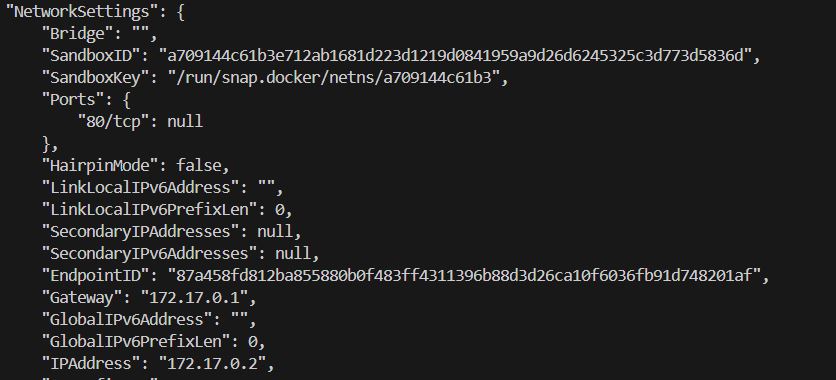 "NetworkSettings": {
"Bridge": "",
"SandboxID": "a709144c61b3e712ab1681d223d1219d0841959a9d26d6245325c3d773d5836d",
"SandboxKey": "/run/snap.docker/netns/a709144c61b3",
"Ports": {
"80/tcp": null
},
"HairpinMode": false,
"LinkLocalIPv6Address": "",
"LinkLocalIPv6PrefixLen": 0,
"SecondaryIPAddresses": null,
"SecondaryIPv6Addresses": null,
"EndpointID": "87a458fd812ba855880b0f483ff4311396b88d3d26ca10f6036fb91d748201af",
"Gateway": "172.17.0.1",
"GlobalIPv6Address": "",
"GlobalIPv6PrefixLen": 0,
"IPAddress": "172.17.0.2",